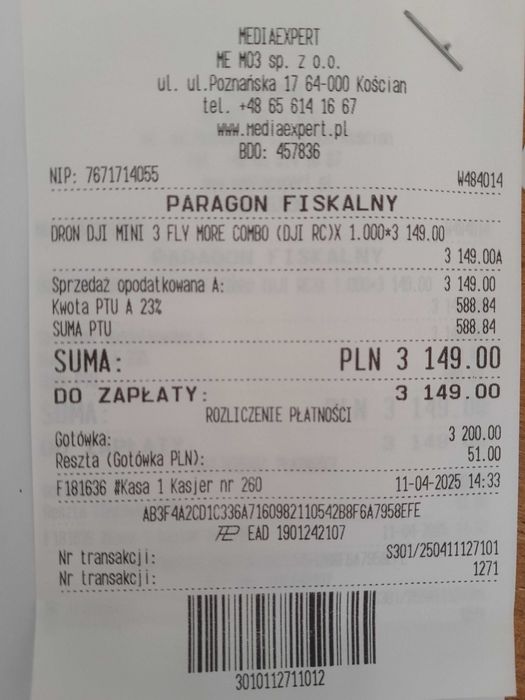 MEDIAEXPERT
ME M03 sp. z o.o.
ul. ul.Poznańska 17 64-000 Kościan
tel. +48 65 614 16 67
www.mediaexpert.pl
BDO: 457836
NIP: 7671714055 W484014
PARAGON FISKALNY
DRON DJI MINI 3 FLY MORE COMBO (DJI RC)X 1.000*3 149.00
3 149.00A
Sprzedaż opodatkowana A: 3 149.00
Kwota PTU A 23% 588.84
SUMA PTU 588.84
SUMA: PLN 3 149.00
DO ZAPŁATY: 3 149.00
ROZLICZENIE PŁATNOŚCI
Gotówka: 3 200.00
Reszta (Gotówka PLN): 51.00
F181636 #Kasa 1 Kasjer nr 260 11-04-2025 14:33
AB3F4A2CD1C336A7160982110542B8F6A7958EFE
EAD 1901242107
Nr transakcji: S301/250411127101
Nr transakcji: 1271
3010112711012